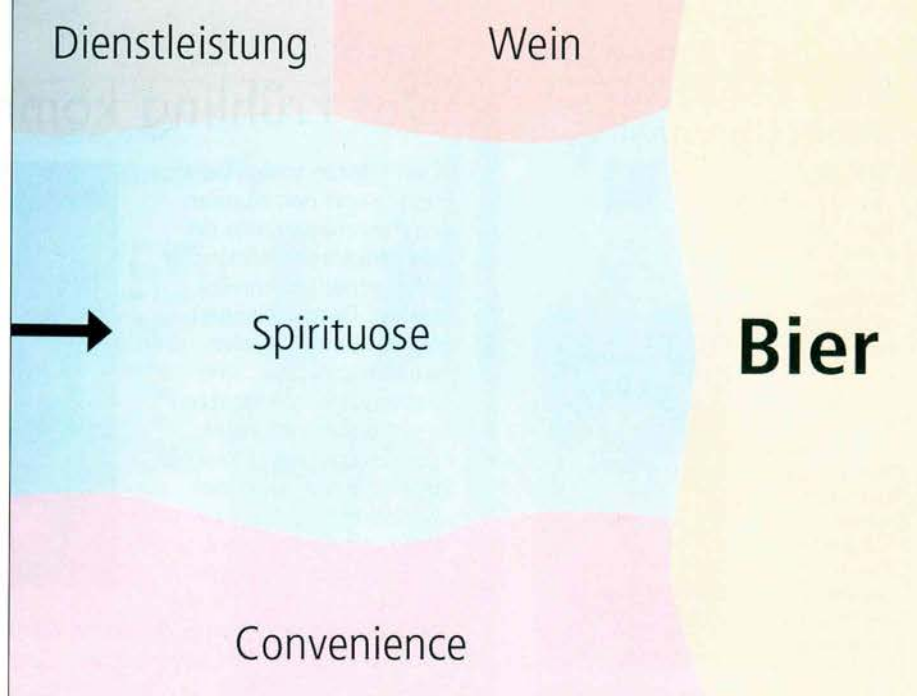 Dienstleistung
Wein
Spirituose
Bier
Convenience